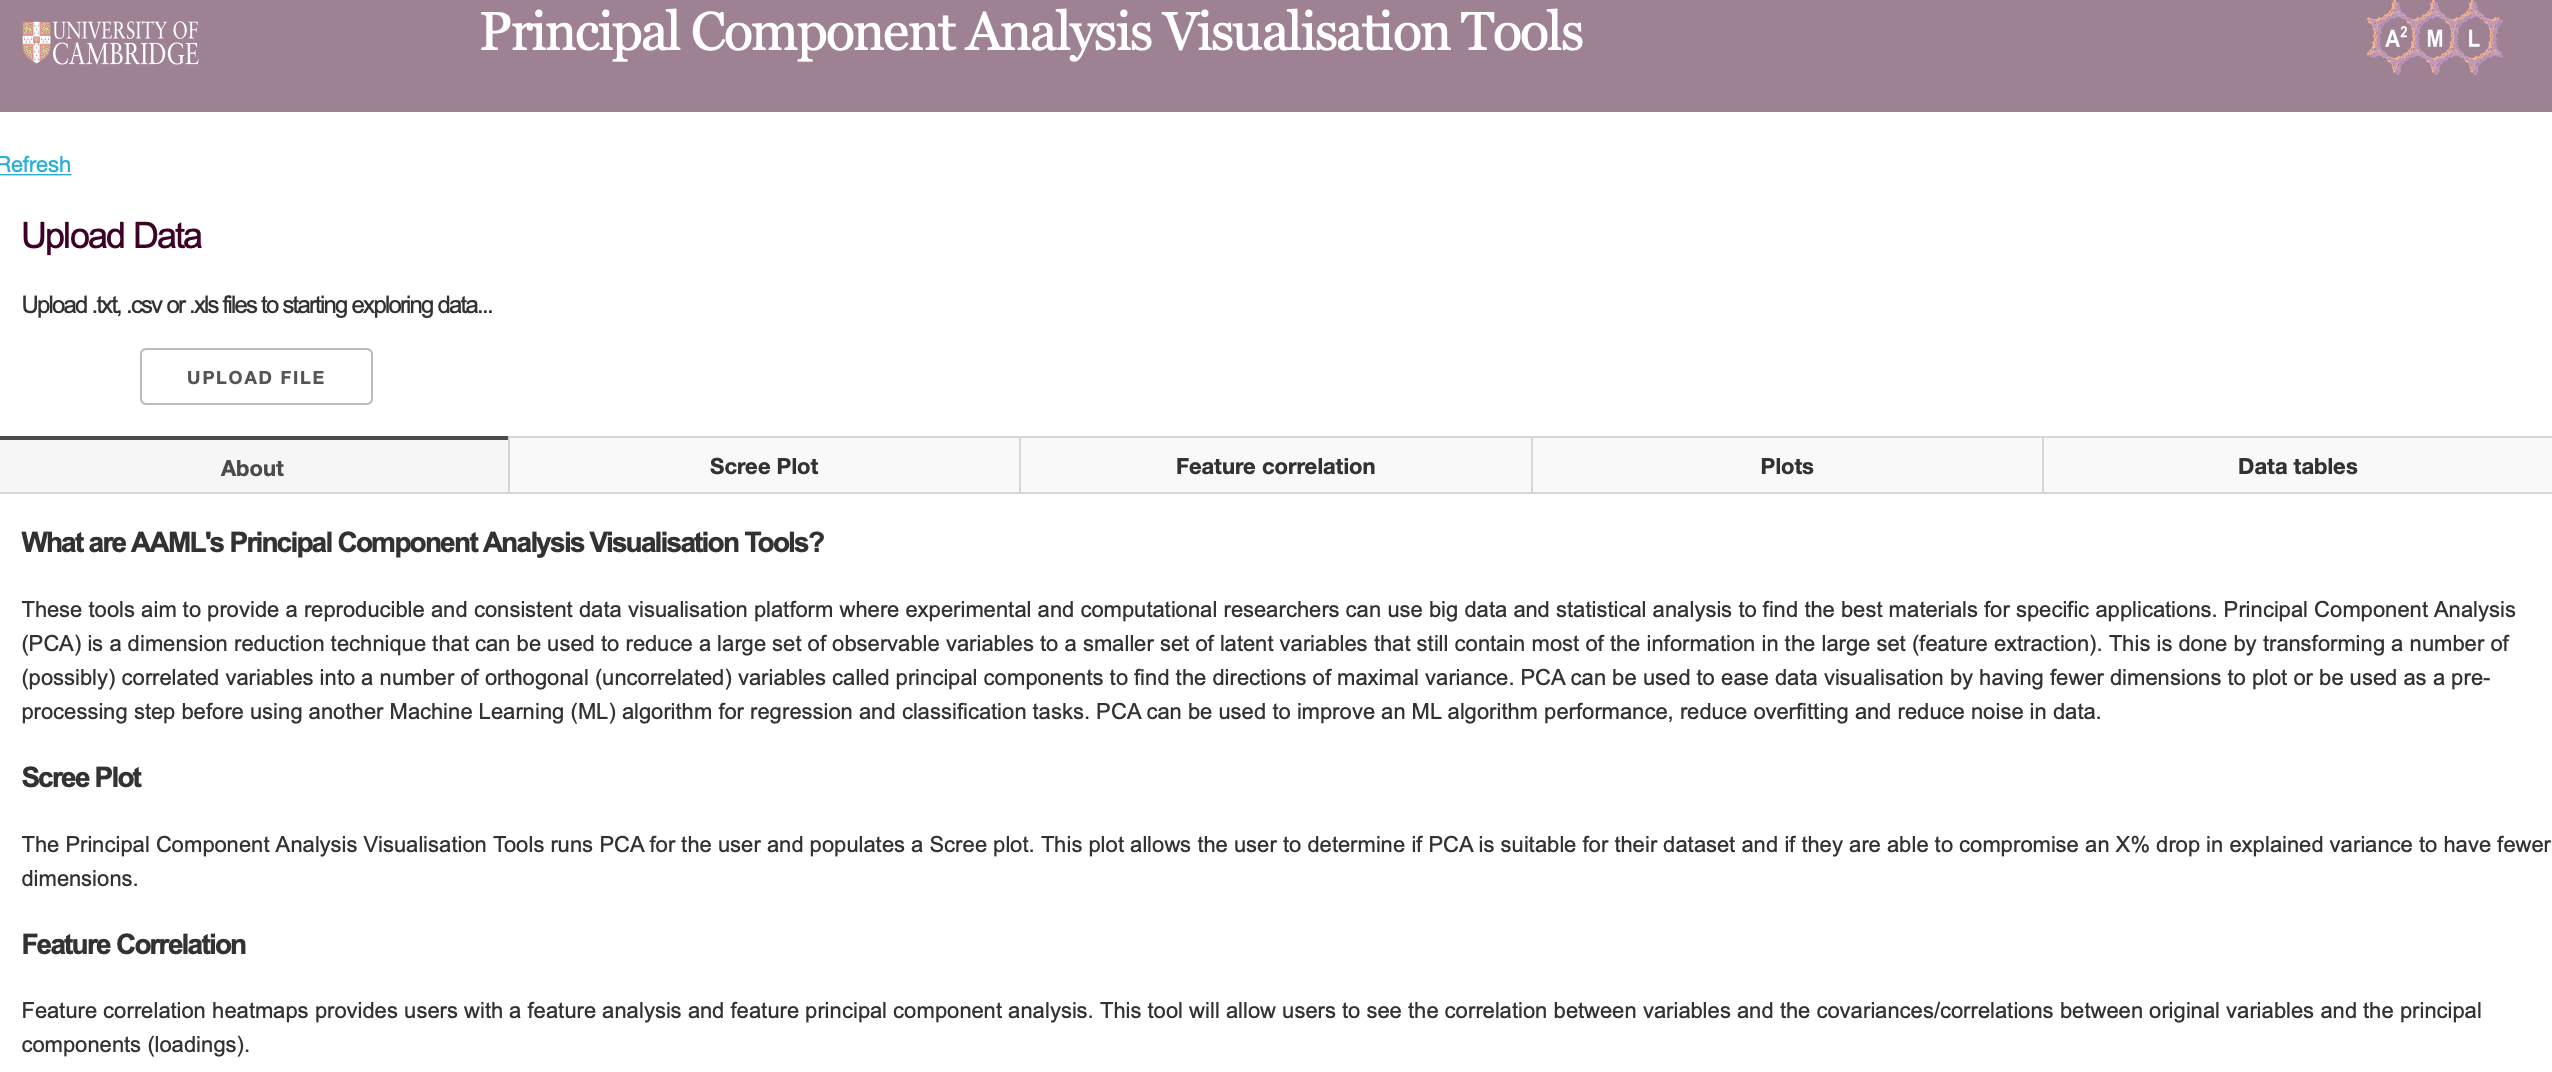 UNIVERSITY OF
CAMBRIDGE
Principal Component Analysis Visualisation Tools
A² M L
Refresh
Upload Data
Upload .txt, .csv or .xls files to starting exploring data...
UPLOAD FILE
About
Scree Plot
Feature correlation
Plots
Data tables
What are AAML's Principal Component Analysis Visualisation Tools?
These tools aim to provide a reproducible and consistent data visualisation platform where experimental and computational researchers can use big data and statistical analysis to find the best materials for specific applications. Principal Component Analysis
(PCA) is a dimension reduction technique that can be used to reduce a large set of observable variables to a smaller set of latent variables that still contain most of the information in the large set (feature extraction). This is done by transforming a number of
(possibly) correlated variables into a number of orthogonal (uncorrelated) variables called principal components to find the directions of maximal variance. PCA can be used to ease data visualisation by having fewer dimensions to plot or be used as a pre-
processing step before using another Machine Learning (ML) algorithm for regression and classification tasks. PCA can be used to improve an ML algorithm performance, reduce overfitting and reduce noise in data.
Scree Plot
The Principal Component Analysis Visualisation Tools runs PCA for the user and populates a Scree plot. This plot allows the user to determine if PCA is suitable for their dataset and if they are able to compromise an X% drop in explained variance to have fewer
dimensions.
Feature Correlation
Feature correlation heatmaps provides users with a feature analysis and feature principal component analysis. This tool will allow users to see the correlation between variables and the covariances/correlations between original variables and the principal
components (loadings).